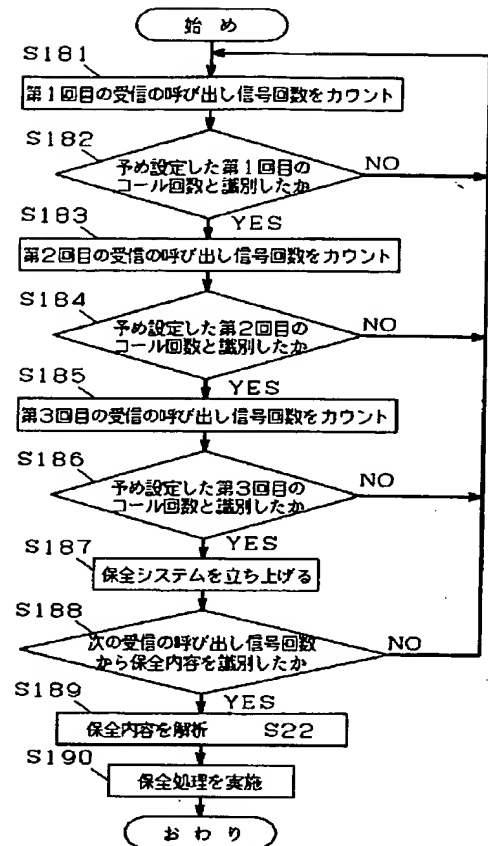 始め
S181
第1回目の受信の呼び出し信号回数をカウント
S182
予め設定した第1回目の
コール回数と識別したか
NO
YES
S183
第2回目の受信の呼び出し信号回数をカウント
S184
予め設定した第2回目の
コール回数と識別したか
NO
YES
S185
第3回目の受信の呼び出し信号回数をカウント
S186
予め設定した第3回目の
コール回数と識別したか
NO
YES
S187
保全システムを立ち上げる
S188
次の受信の呼び出し信号回数
から保全内容を識別したか
NO
YES
S189
保全内容を解析 S22
S190
保全処理を実施
おわり